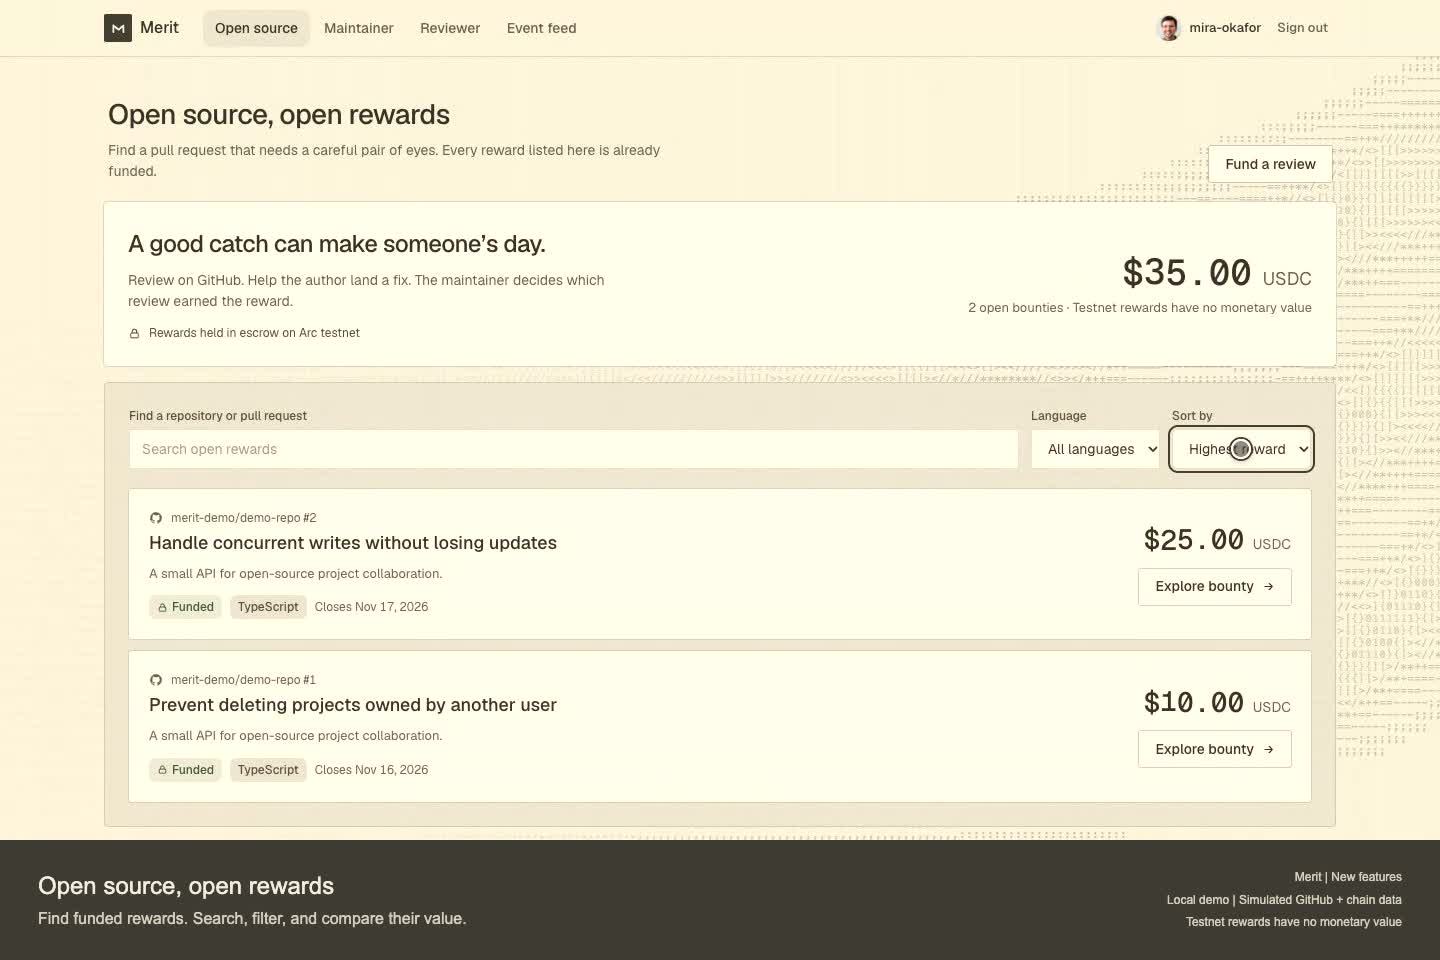 Merit
Open source
Maintainer
Reviewer
Event feed
mira-okafor
Sign out
Open source, open rewards
Find a pull request that needs a careful pair of eyes. Every reward listed here is already
funded.
Fund a review
A good catch can make someone’s day.
Review on GitHub. Help the author land a fix. The maintainer decides which
review earned the reward.
Rewards held in escrow on Arc testnet
$35.00 USDC
2 open bounties · Testnet rewards have no monetary value
Find a repository or pull request
Language
Sort by
Search open rewards
All languages
Highest reward
merit-demo/demo-repo #2
Handle concurrent writes without losing updates
A small API for open-source project collaboration.
Funded
TypeScript
Closes Nov 17, 2026
$25.00 USDC
Explore bounty →
merit-demo/demo-repo #1
Prevent deleting projects owned by another user
A small API for open-source project collaboration.
Funded
TypeScript
Closes Nov 16, 2026
$10.00 USDC
Explore bounty →
Open source, open rewards
Find funded rewards. Search, filter, and compare their value.
Merit | New features
Local demo | Simulated GitHub + chain data
Testnet rewards have no monetary value